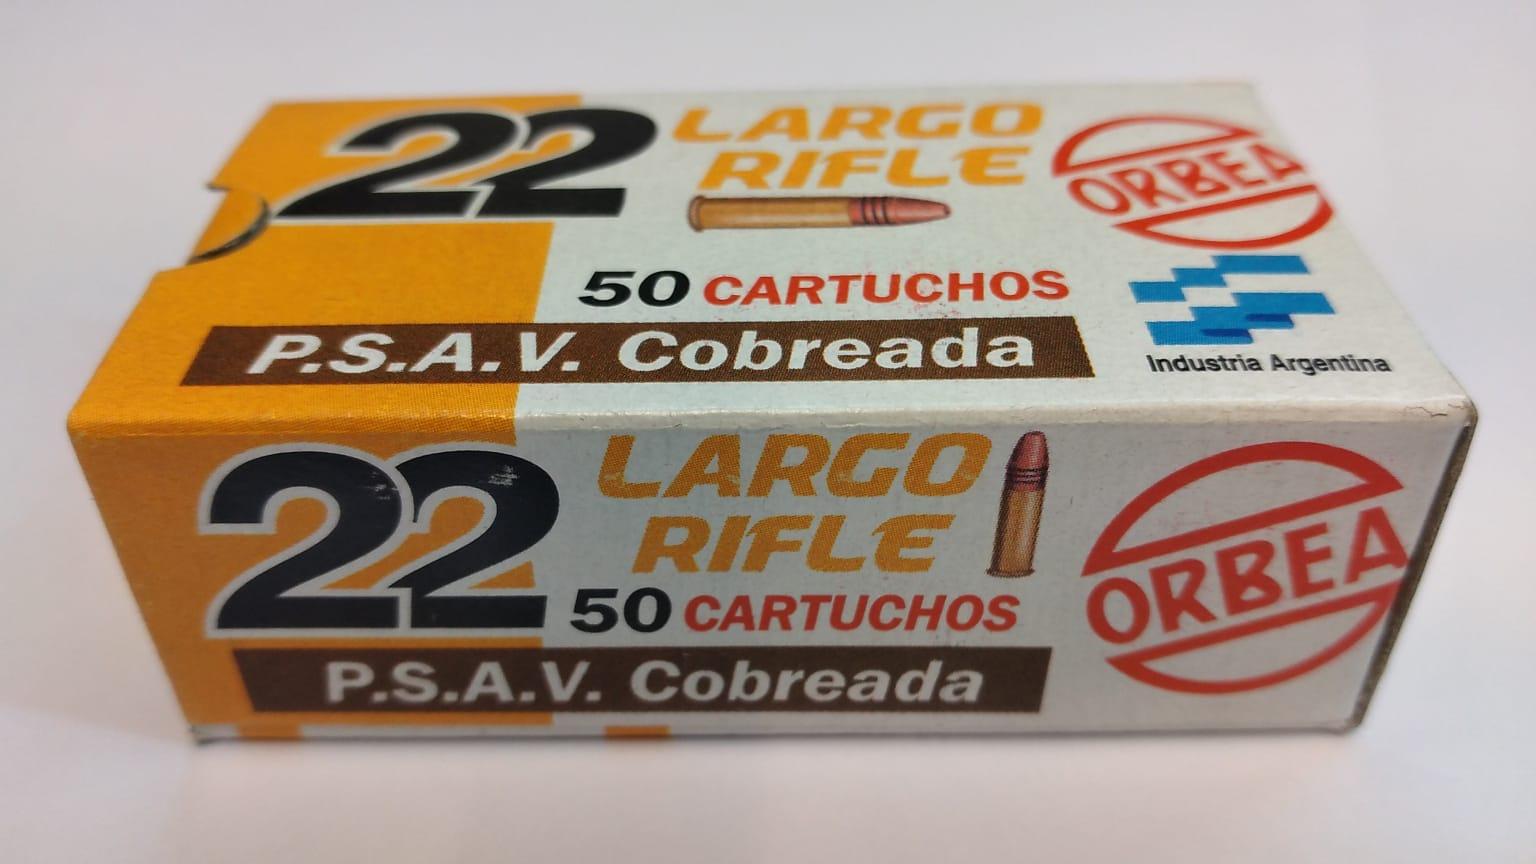 22 LARGO
RIFLE
ORBEA
50 CARTUCHOS
P.S.A.V. Cobreada
Industria Argentina
22 LARGO
RIFLE
50 CARTUCHOS
ORBEA
P.S.A.V. Cobreada